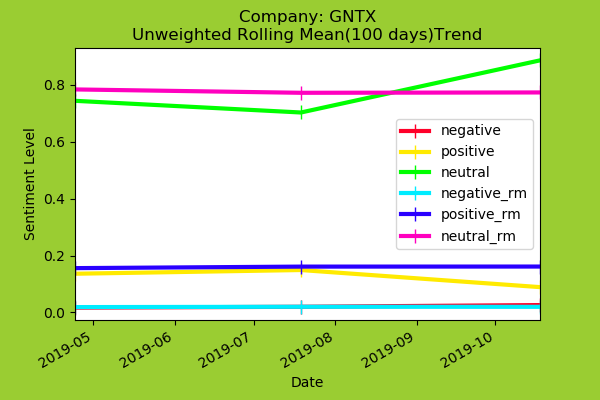 Company: GNTX
Unweighted Rolling Mean(100 days)Trend
Sentiment Level
0.8
0.6
0.4
0.2
0.0
negative
positive
neutral
negative_rm
positive_rm
neutral_rm
2019-05
2019-06
2019-07
2019-08
2019-09
2019-10
Date